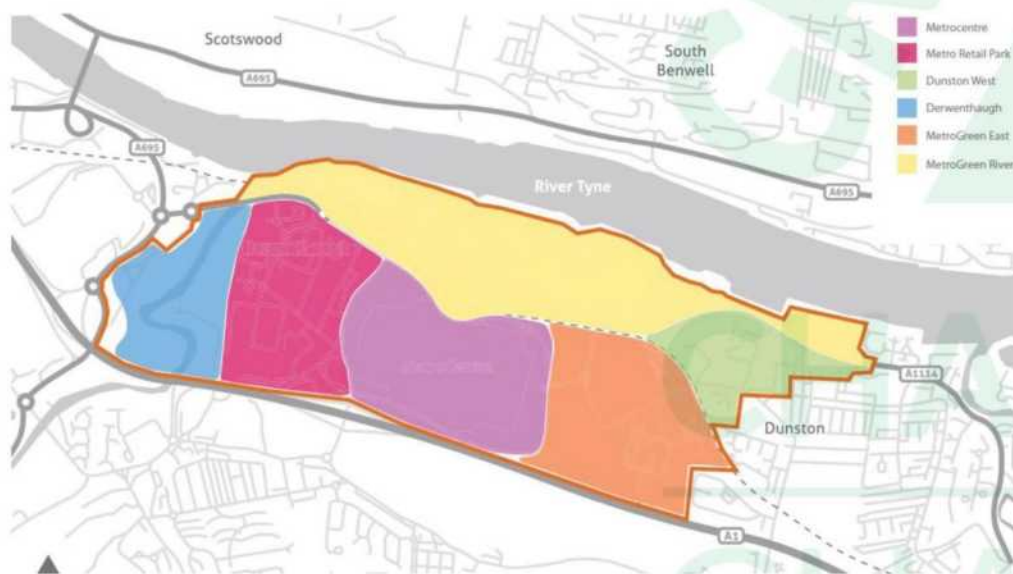 Scotswood
A695
South
Benwell
Metrocentre
Metro Retail Park
Dunston West
Derwenthaugh
MetroGreen East
MetroGreen River
A695
River Tyne
A695
A1114
Dunston
A1